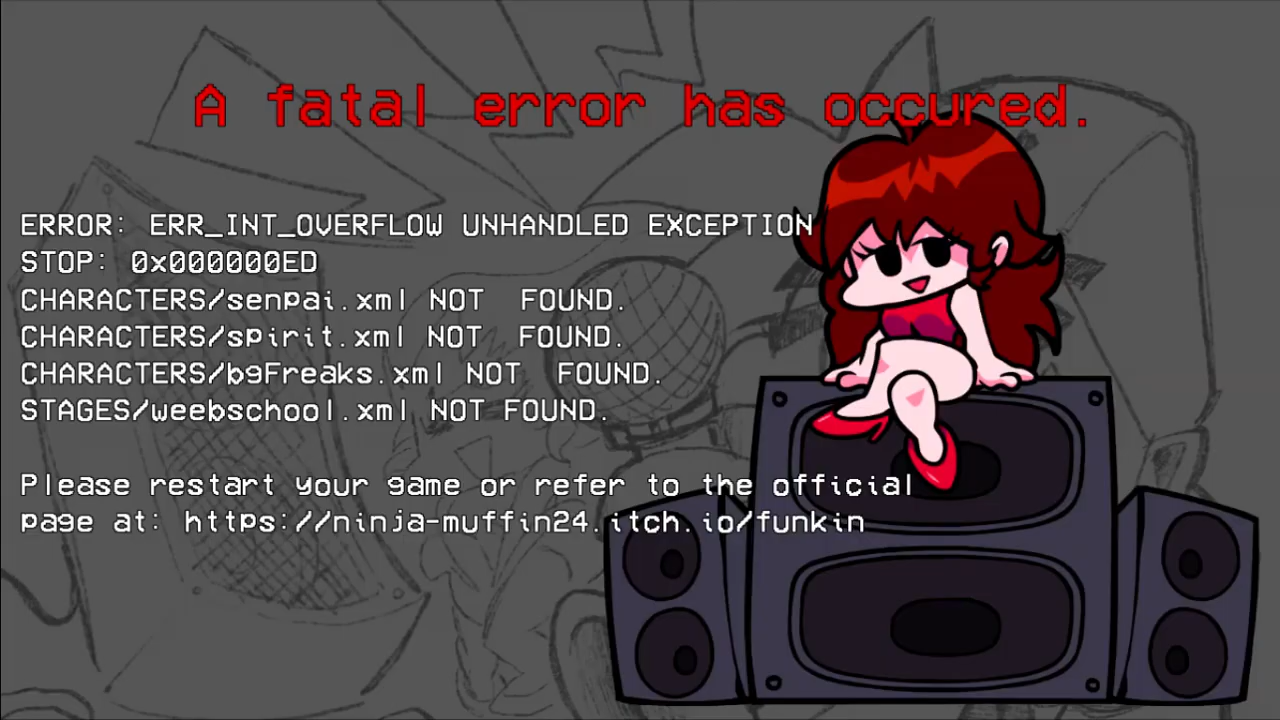 A fatal error has occured.
ERROR: ERR_INT_OVERFLOW UNHANDLED EXCEPTION
STOP: 0x000000ED
CHARACTERS/senpai.xml NOT FOUND.
CHARACTERS/spirit.xml NOT FOUND.
CHARACTERS/bgFreaks.xml NOT FOUND.
STAGES/weebschool.xml NOT FOUND.
Please restart your game or refer to the official
page at: https://ninja-muffin24.itch.io/funkin